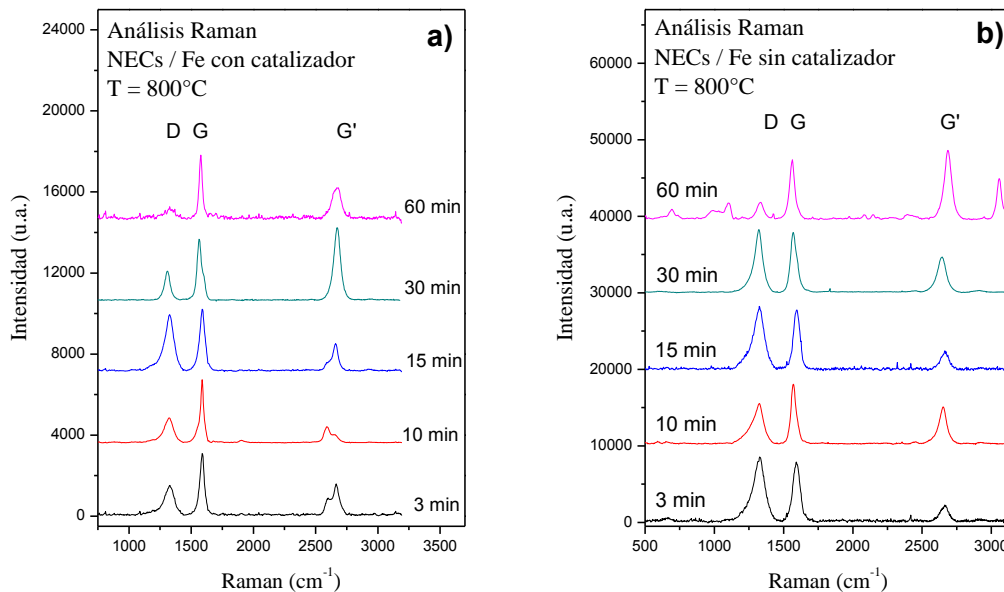 Análisis Raman
NECs / Fe con catalizador
T = 800°C
a)
D G G'
60 min
30 min
15 min
10 min
3 min
24000
20000
16000
12000
8000
4000
0
1000 1500 2000 2500 3000 3500
Intensidad (u.a.)
Raman (cm⁻¹)
Análisis Raman
NECs / Fe sin catalizador
T = 800°C
b)
D G G'
60 min
30 min
15 min
10 min
3 min
60000
50000
40000
30000
20000
10000
0
500 1000 1500 2000 2500 3000
Intensidad (u.a.)
Raman (cm⁻¹)